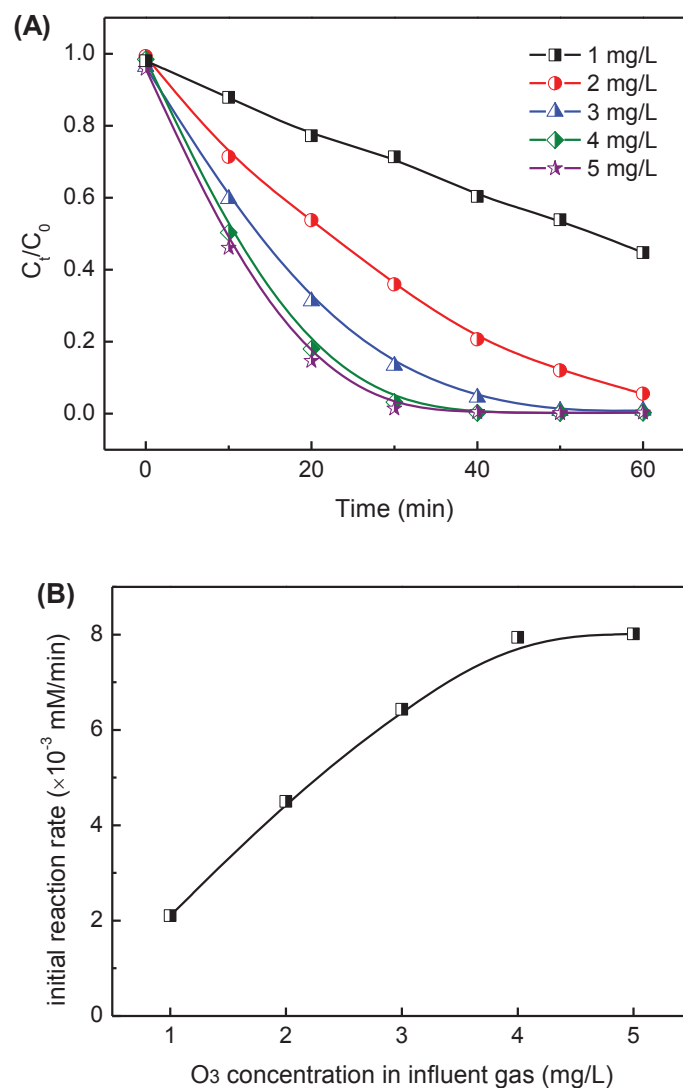 (A)
1.0
0.8
0.6
0.4
0.2
0.0
Ct/C0
1 mg/L
2 mg/L
3 mg/L
4 mg/L
5 mg/L
0
20
40
60
Time (min)
(B)
8
6
4
2
0
initial reaction rate (×10⁻³ mM/min)
1
2
3
4
5
O3 concentration in influent gas (mg/L)